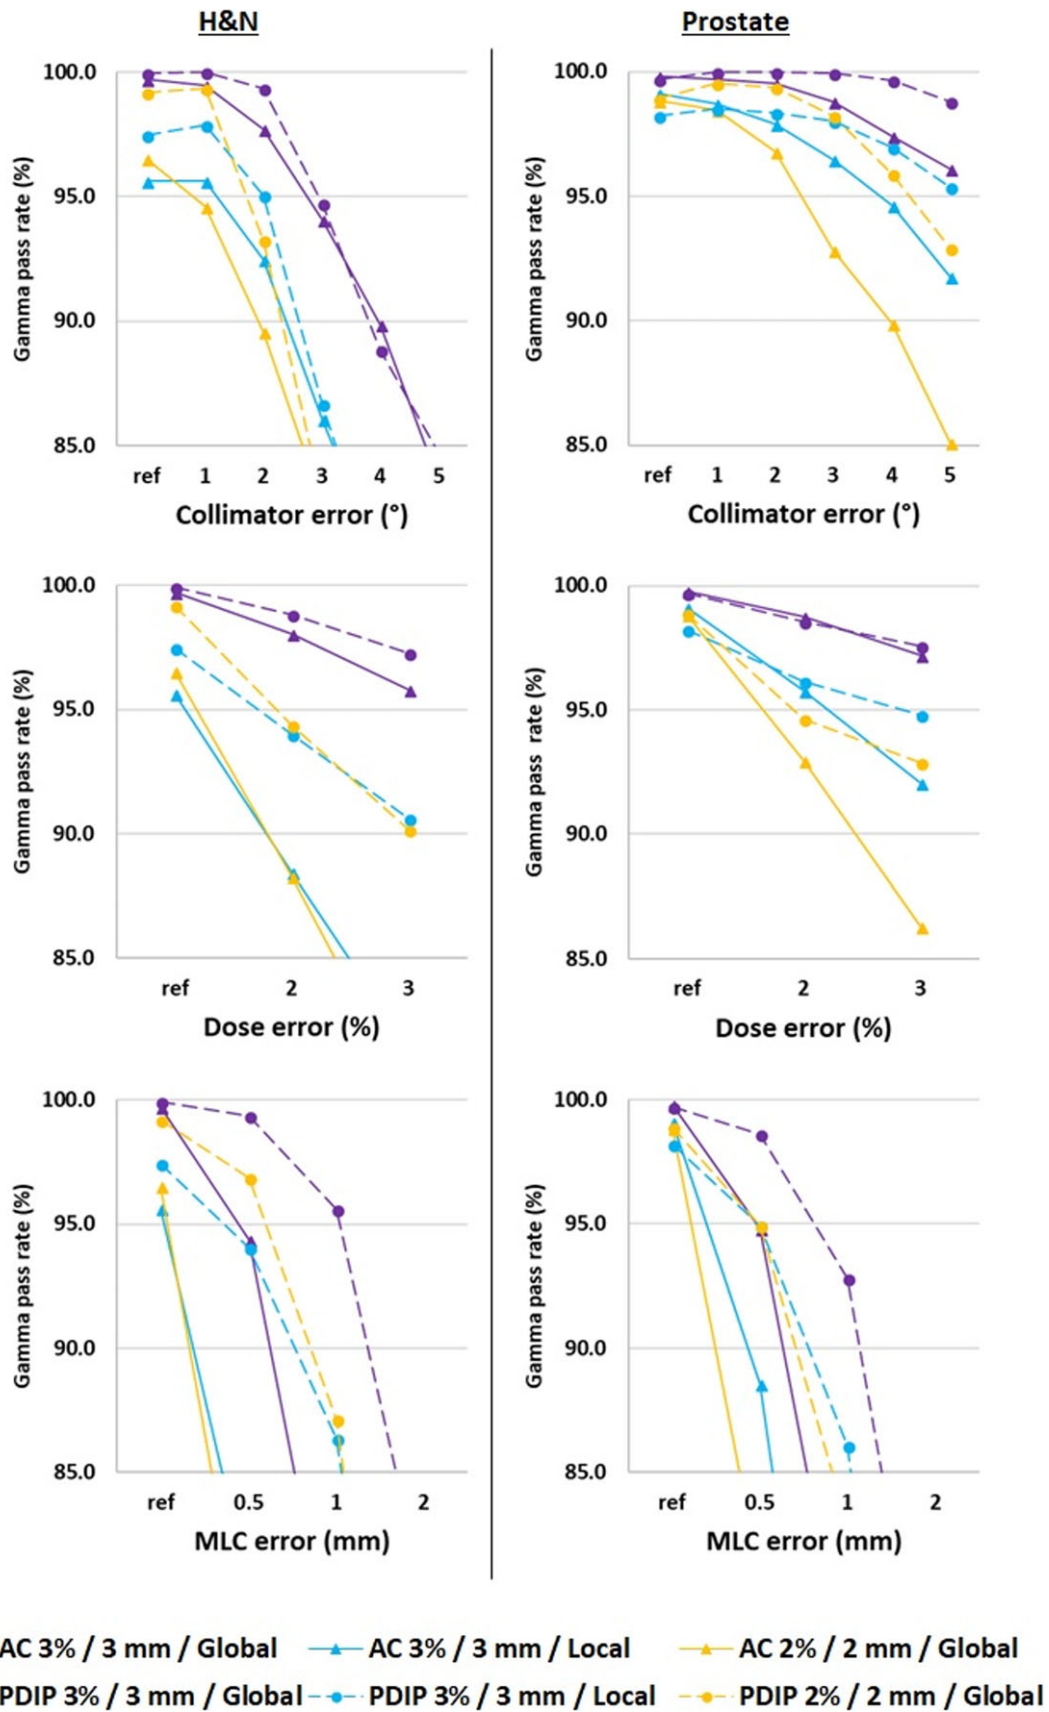 H&N Prostate
100.0 100.0
95.0 95.0
90.0 90.0
85.0 85.0
Gamma pass rate (%) Gamma pass rate (%)
ref 1 2 3 4 5 ref 1 2 3 4 5
Collimator error (°) Collimator error (°)
100.0 100.0
95.0 95.0
90.0 90.0
85.0 85.0
Gamma pass rate (%) Gamma pass rate (%)
ref 2 3 ref 2 3
Dose error (%) Dose error (%)
100.0 100.0
95.0 95.0
90.0 90.0
85.0 85.0
Gamma pass rate (%) Gamma pass rate (%)
ref 0.5 1 2 ref 0.5 1 2
MLC error (mm) MLC error (mm)
AC 3% / 3 mm / Global AC 3% / 3 mm / Local AC 2% / 2 mm / Global
PDIP 3% / 3 mm / Global PDIP 3% / 3 mm / Local PDIP 2% / 2 mm / Global